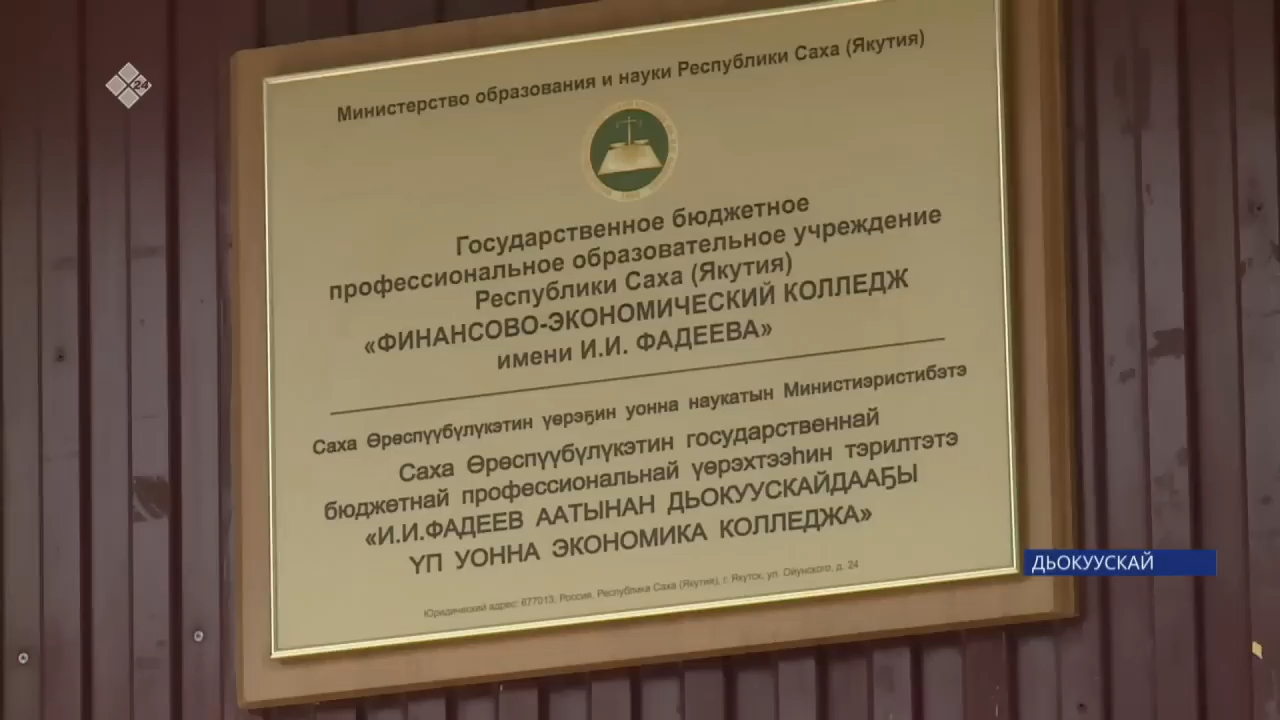 24
Министерство образования и науки Республики Саха (Якутия)
Государственное бюджетное
профессиональное образовательное учреждение
Республики Саха (Якутия)
«ФИНАНСОВО-ЭКОНОМИЧЕСКИЙ КОЛЛЕДЖ
имени И.И. ФАДЕЕВА»
Саха Өрөспүүбүлүкэтин үөрэҕин уонна наукатын Министиэристибэтэ
Саха Өрөспүүбүлүкэтин государственнай
бюджетнай профессиональнай үөрэхтээһин тэрилтэтэ
«И.И.ФАДЕЕВ ААТЫНАН ДЬОКУУСКАЙДААҔЫ
ҮП УОННА ЭКОНОМИКА КОЛЛЕДЖА»
Юридический адрес: 677013, Россия, Республика Саха (Якутия), г. Якутск, ул. Ойунского, д. 24
ДЬОКУУСКАЙ